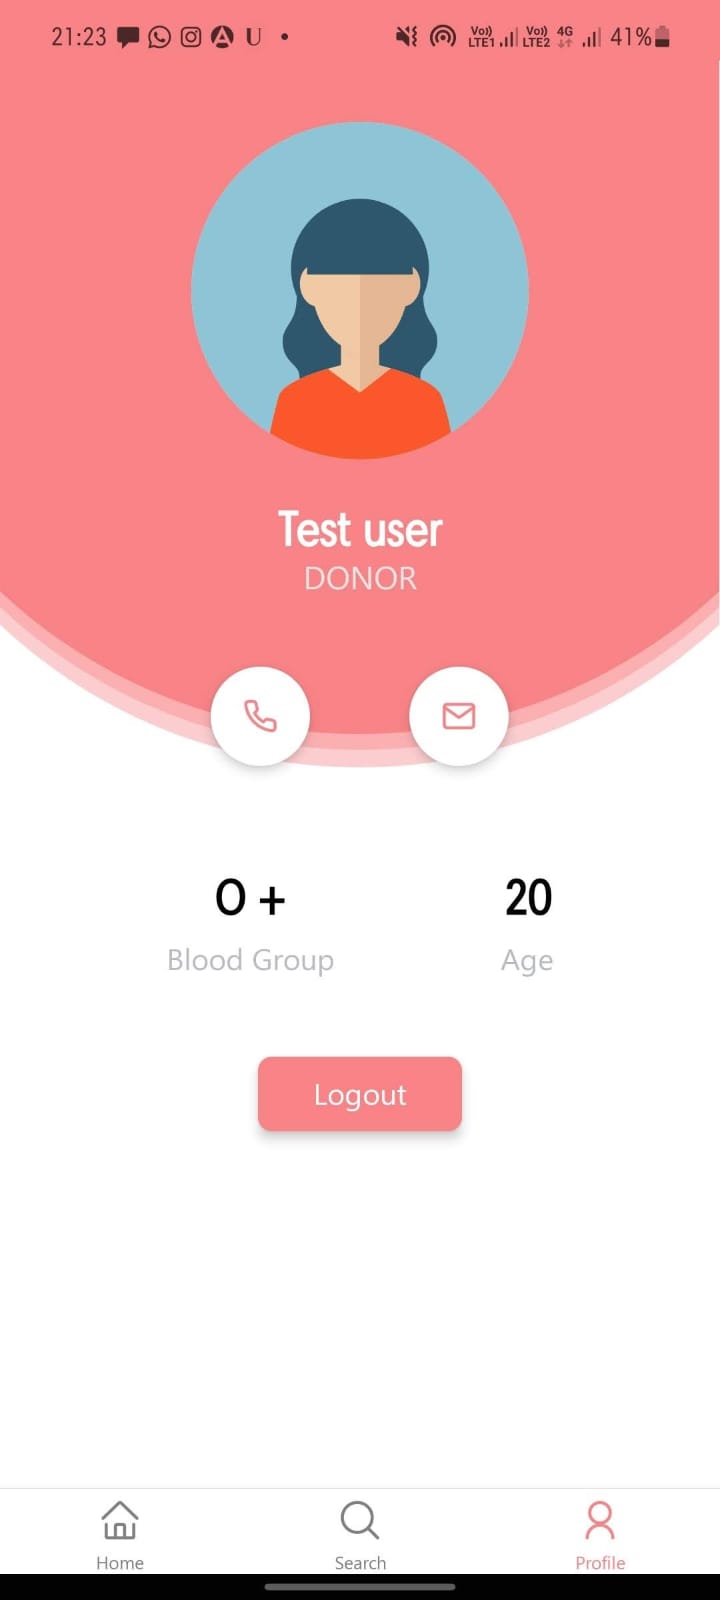 21:23 U Vo)) LTE1 Vo)) LTE2 4G 41%
Test user
DONOR
O + 20
Blood Group Age
Logout
Home Search Profile